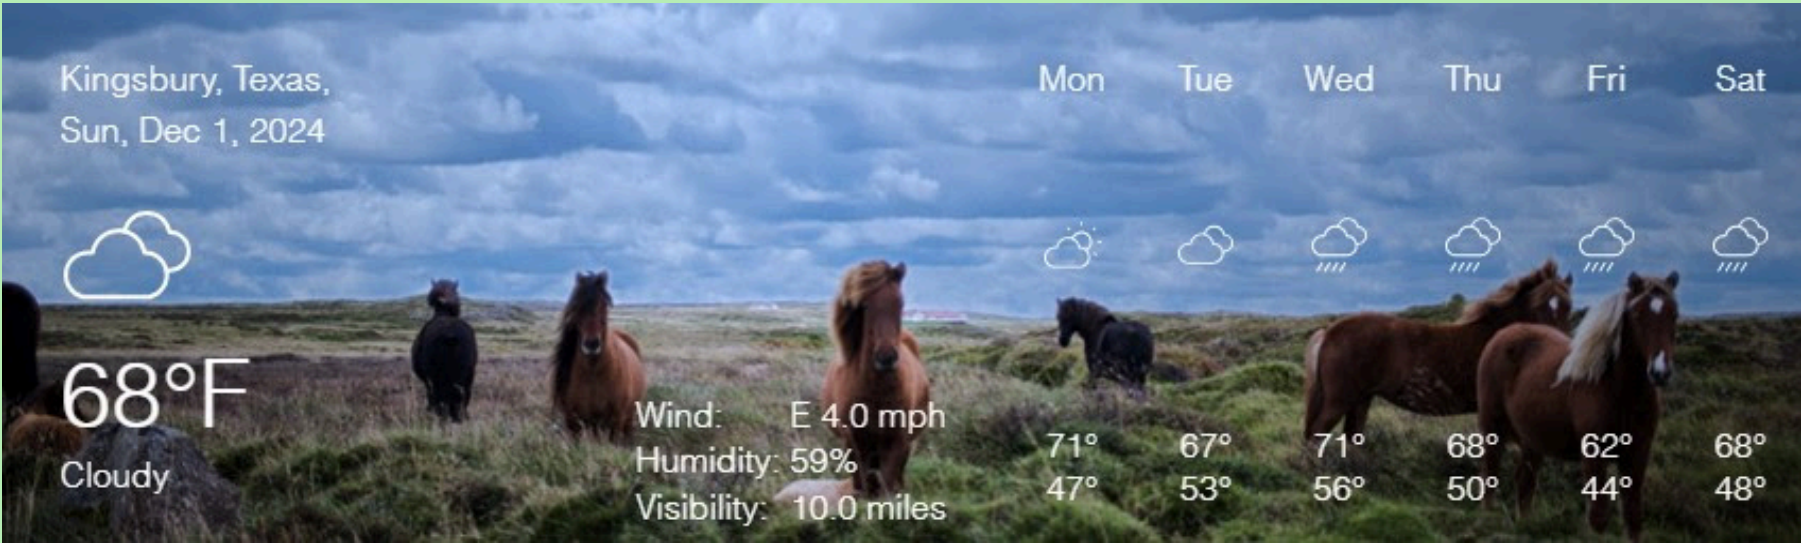 Kingsbury, Texas,
Sun, Dec 1, 2024
68°F
Cloudy
Wind: E 4.0 mph
Humidity: 59%
Visibility: 10.0 miles
Mon Tue Wed Thu Fri Sat
71° 67° 71° 68° 62° 68°
47° 53° 56° 50° 44° 48°